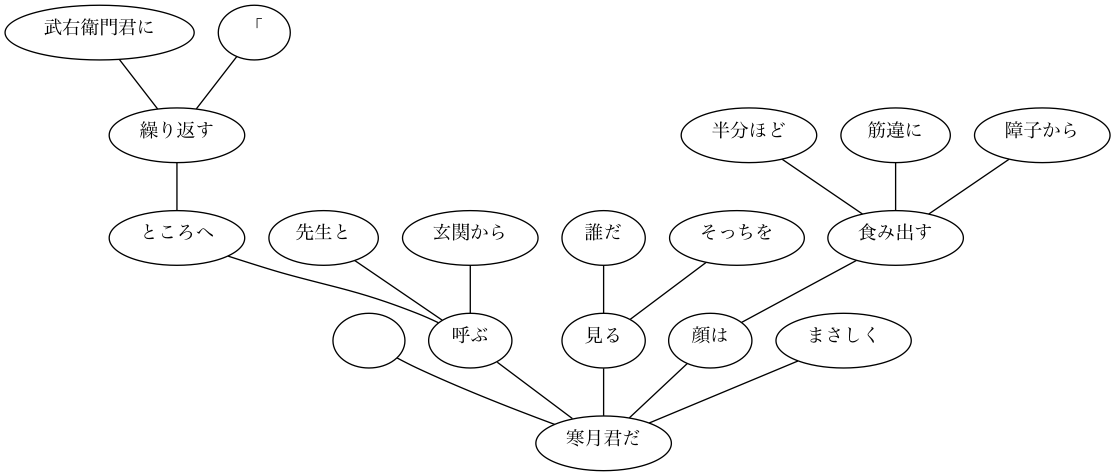 武右衛門君に
「
繰り返す
半分ほど
筋違に
障子から
ところへ
先生と
玄関から
誰だ
そっちを
食み出す
呼ぶ
見る
顔は
まさしく
寒月君だ